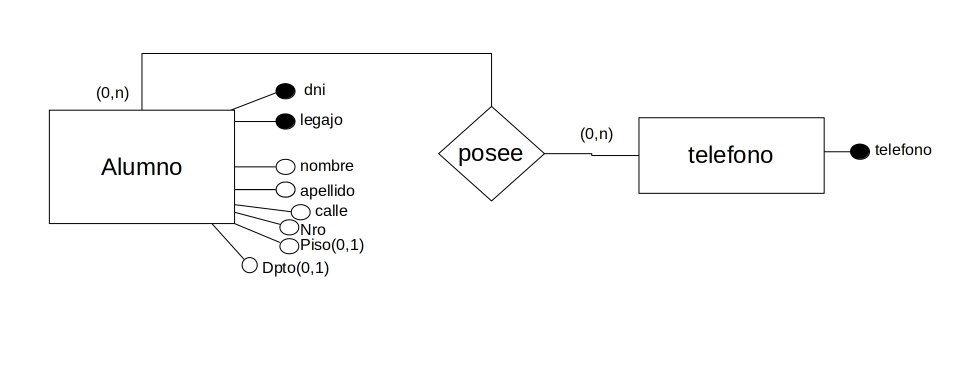 (0,n)
dni
legajo
Alumno
nombre
apellido
calle
Nro
Piso(0,1)
Dpto(0,1)
posee
(0,n)
telefono
telefono